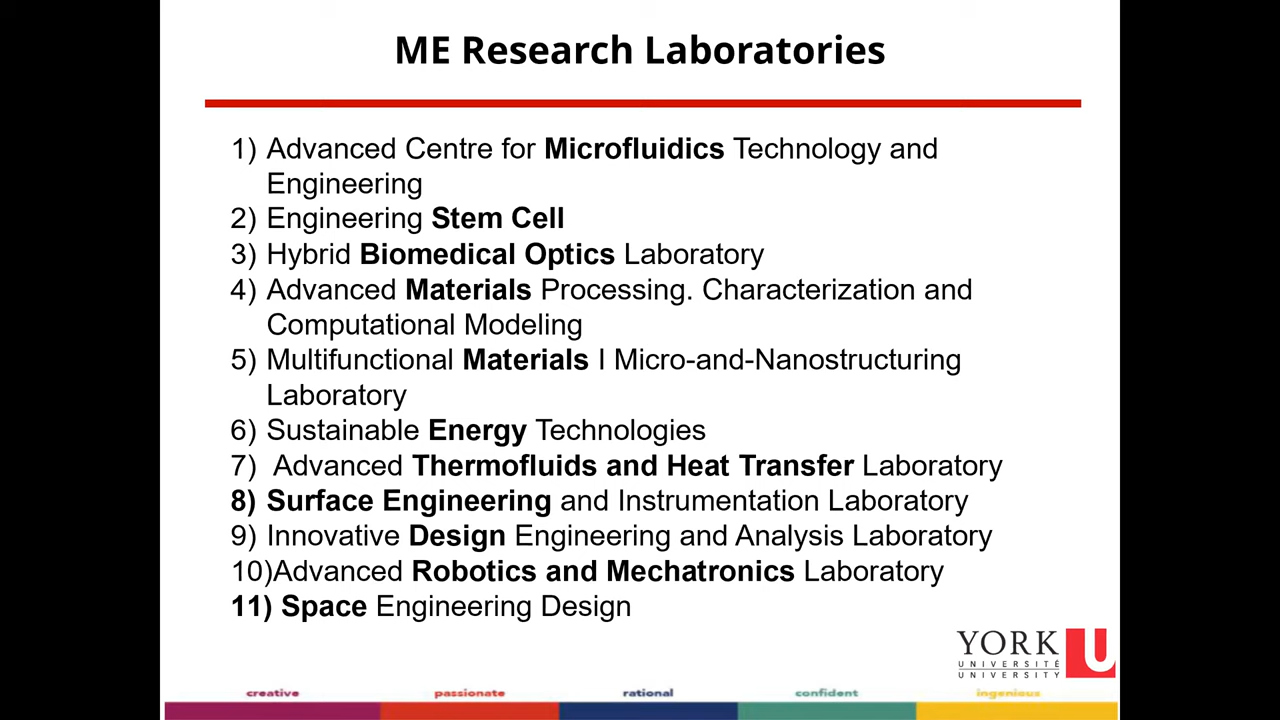 ME Research Laboratories
1) Advanced Centre for Microfluidics Technology and
Engineering
2) Engineering Stem Cell
3) Hybrid Biomedical Optics Laboratory
4) Advanced Materials Processing. Characterization and
Computational Modeling
5) Multifunctional Materials I Micro-and-Nanostructuring
Laboratory
6) Sustainable Energy Technologies
7) Advanced Thermofluids and Heat Transfer Laboratory
8) Surface Engineering and Instrumentation Laboratory
9) Innovative Design Engineering and Analysis Laboratory
10)Advanced Robotics and Mechatronics Laboratory
11) Space Engineering Design
YORK U
UNIVERSITÉ
UNIVERSITY
creative passionate rational confident ingenious